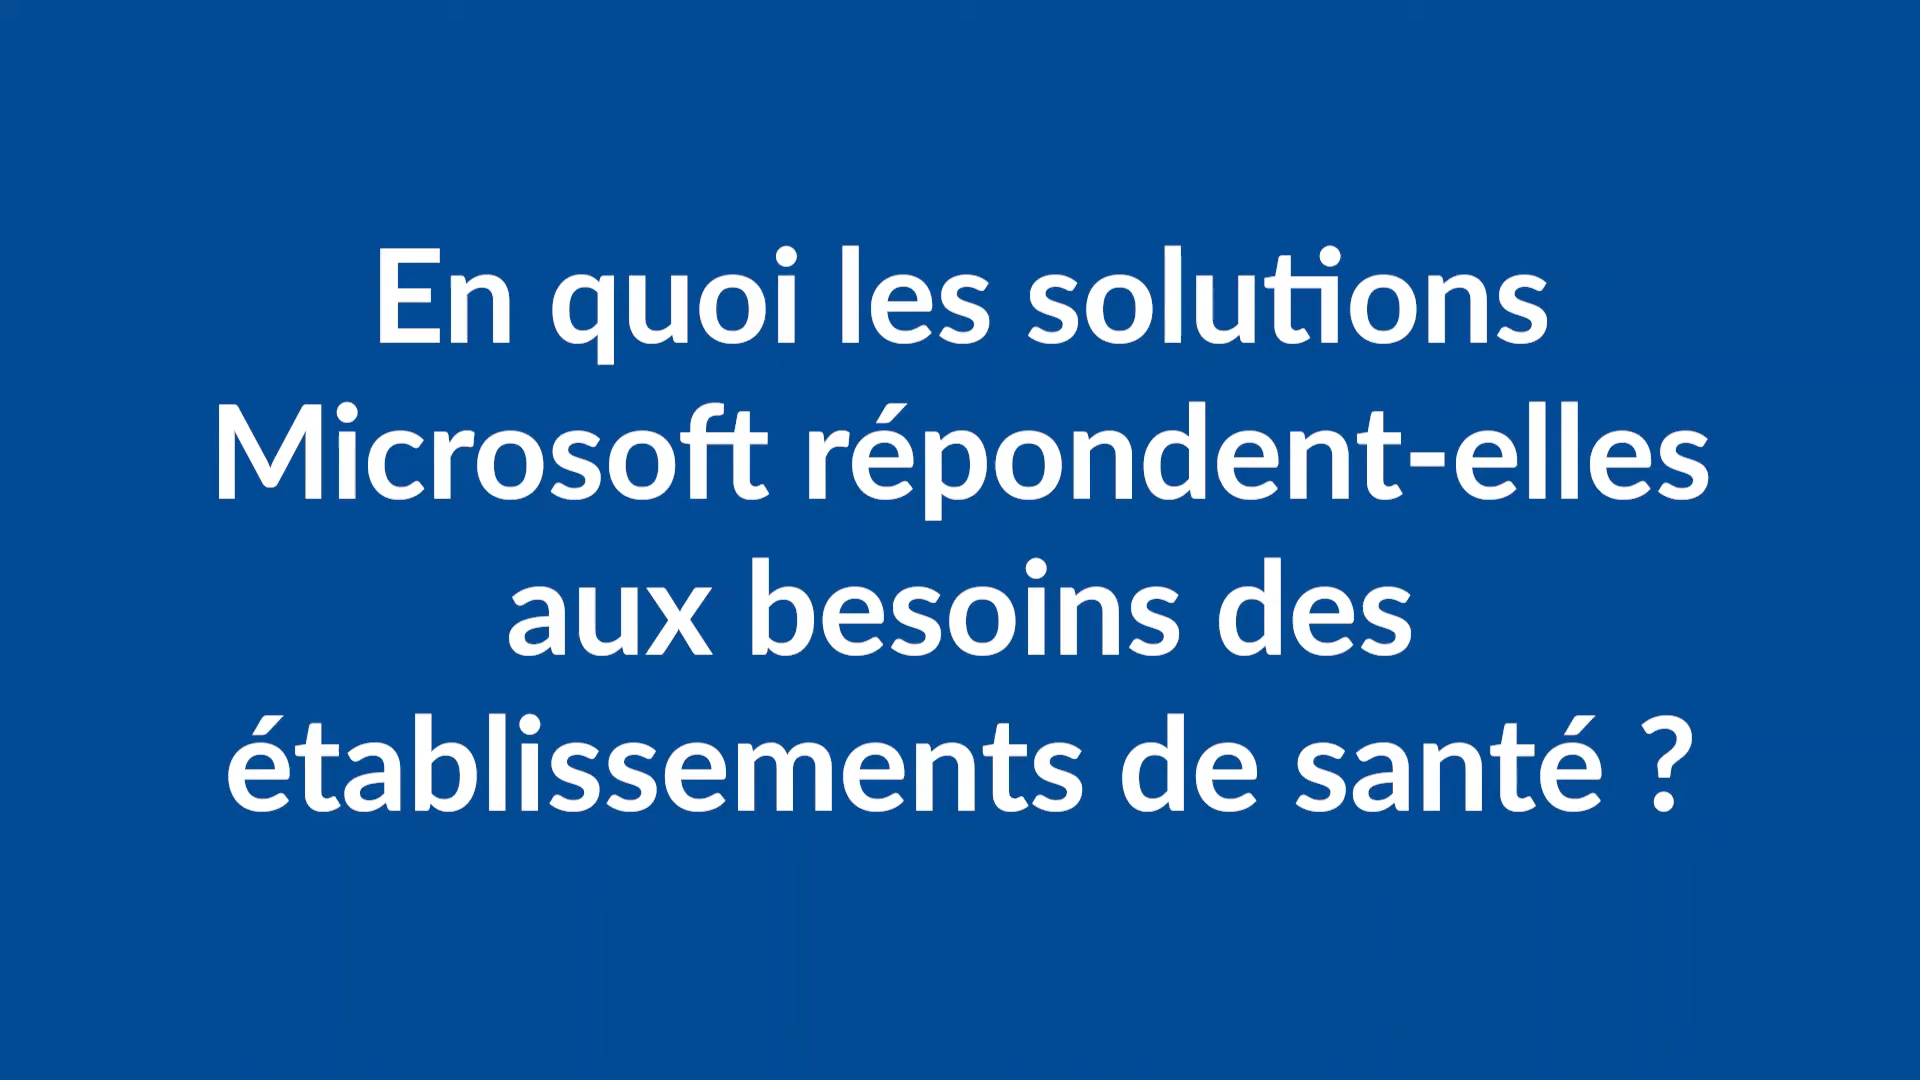 En quoi les solutions
Microsoft répondent-elles
aux besoins des
établissements de santé ?